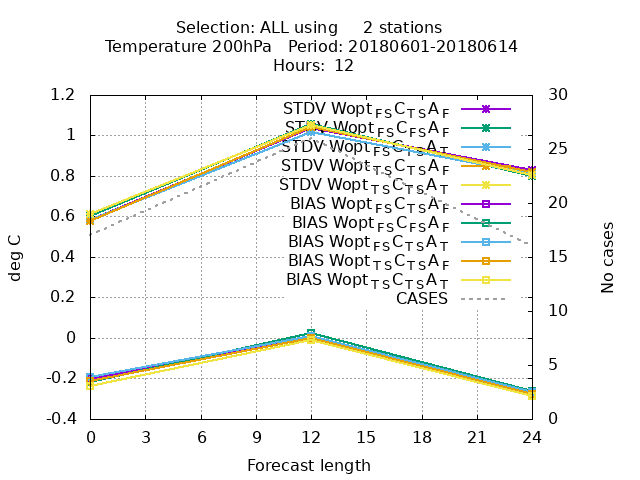 Selection: ALL using 2 stations
Temperature 200hPa Period: 20180601-20180614
Hours: 12
1.2
1
0.8
0.6
0.4
0.2
0
-0.2
-0.4
deg C
STDV Wopt FS C TS A F
STDV Wopt FS C FS A F
STDV Wopt FS C TS A T
STDV Wopt TS C TS A F
STDV Wopt TS C TS A T
BIAS Wopt FS C TS A F
BIAS Wopt FS C FS A F
BIAS Wopt FS C TS A T
BIAS Wopt TS C TS A F
BIAS Wopt TS C TS A T
CASES
30
25
20
15
10
5
0
No cases
0 3 6 9 12 15 18 21 24
Forecast length